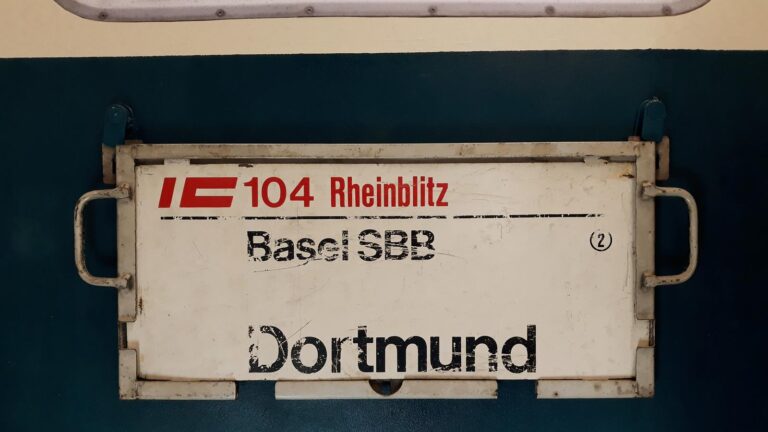 IC 104 Rheinblitz
Basel SBB
2
Dortmund